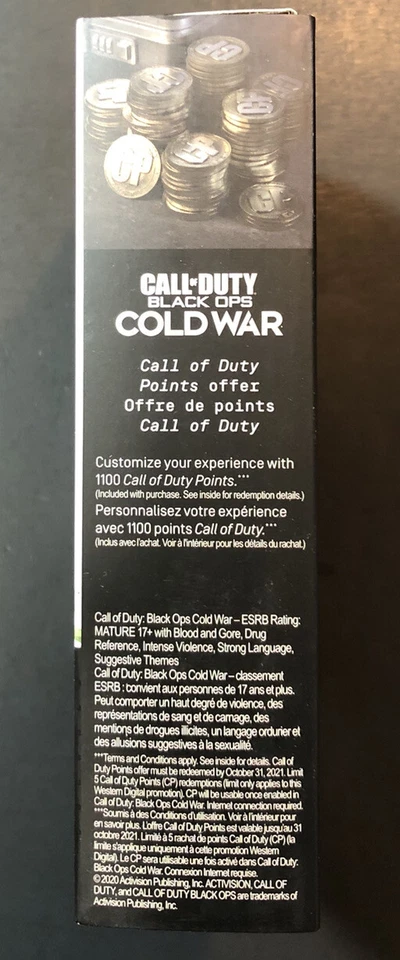 CP
CP
CP
CP
CALL OF DUTY
BLACK OPS
COLD WAR
Call of Duty
Points offer
Offre de points
Call of Duty
Customize your experience with
1100 Call of Duty Points.***
(Included with purchase. See inside for redemption details.)
Personnalisez votre expérience
avec 1100 points Call of Duty.***
(Inclus avec l'achat. Voir à l'intérieur pour les détails du rachat.)
Call of Duty: Black Ops Cold War – ESRB Rating:
MATURE 17+ with Blood and Gore, Drug
Reference, Intense Violence, Strong Language,
Suggestive Themes
Call of Duty: Black Ops Cold War – classement
ESRB : convient aux personnes de 17 ans et plus.
Peut comporter un haut degré de violence, des
représentations de sang et de carnage, des
mentions de drogues illicites, un langage ordurier et
des allusions suggestives à la sexualité.
***Terms and Conditions apply. See inside for details. Call of
Duty Points offer must be redeemed by October 31, 2021. Limit
5 Call of Duty Points (CP) redemptions (limit only applies to this
Western Digital promotion). CP will be usable once enabled in
Call of Duty: Black Ops Cold War. Internet connection required.
***Soumis à des Conditions d'utilisation. Voir à l'intérieur pour
en savoir plus. L'offre Call of Duty Points est valable jusqu'au 31
octobre 2021. Limité à 5 rachat de points Call of Duty (CP) (la
limite s'applique uniquement à cette promotion Western
Digital). Le CP sera utilisable une fois activé dans Call of Duty:
Black Ops Cold War. Connexion Internet requise.
© 2020 Activision Publishing, Inc. ACTIVISION, CALL OF
DUTY, and CALL OF DUTY BLACK OPS are trademarks of
Activision Publishing, Inc.